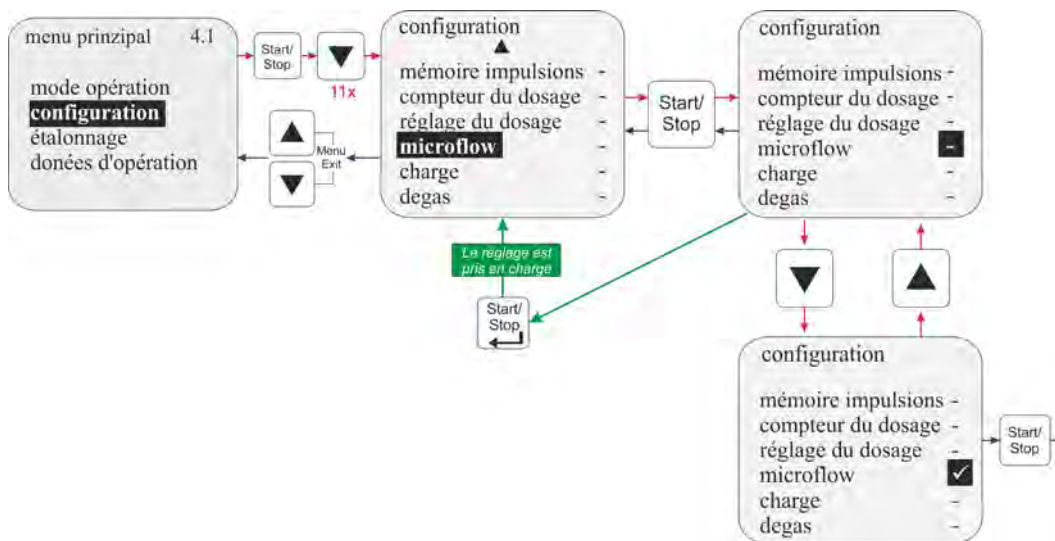 menu prinzipal 4.1
mode opération
configuration
étalonnage
donées d'opération
Start/
Stop
11x
Menu
Exit
configuration
mémoire impulsions -
compteur du dosage -
réglage du dosage -
microflow -
charge -
degas -
Start/
Stop
configuration
mémoire impulsions -
compteur du dosage -
réglage du dosage -
microflow -
charge -
degas -
Le réglage est
pris en charge
Start/
Stop
configuration
mémoire impulsions -
compteur du dosage -
réglage du dosage -
microflow ✓
charge -
degas -
Start/
Stop